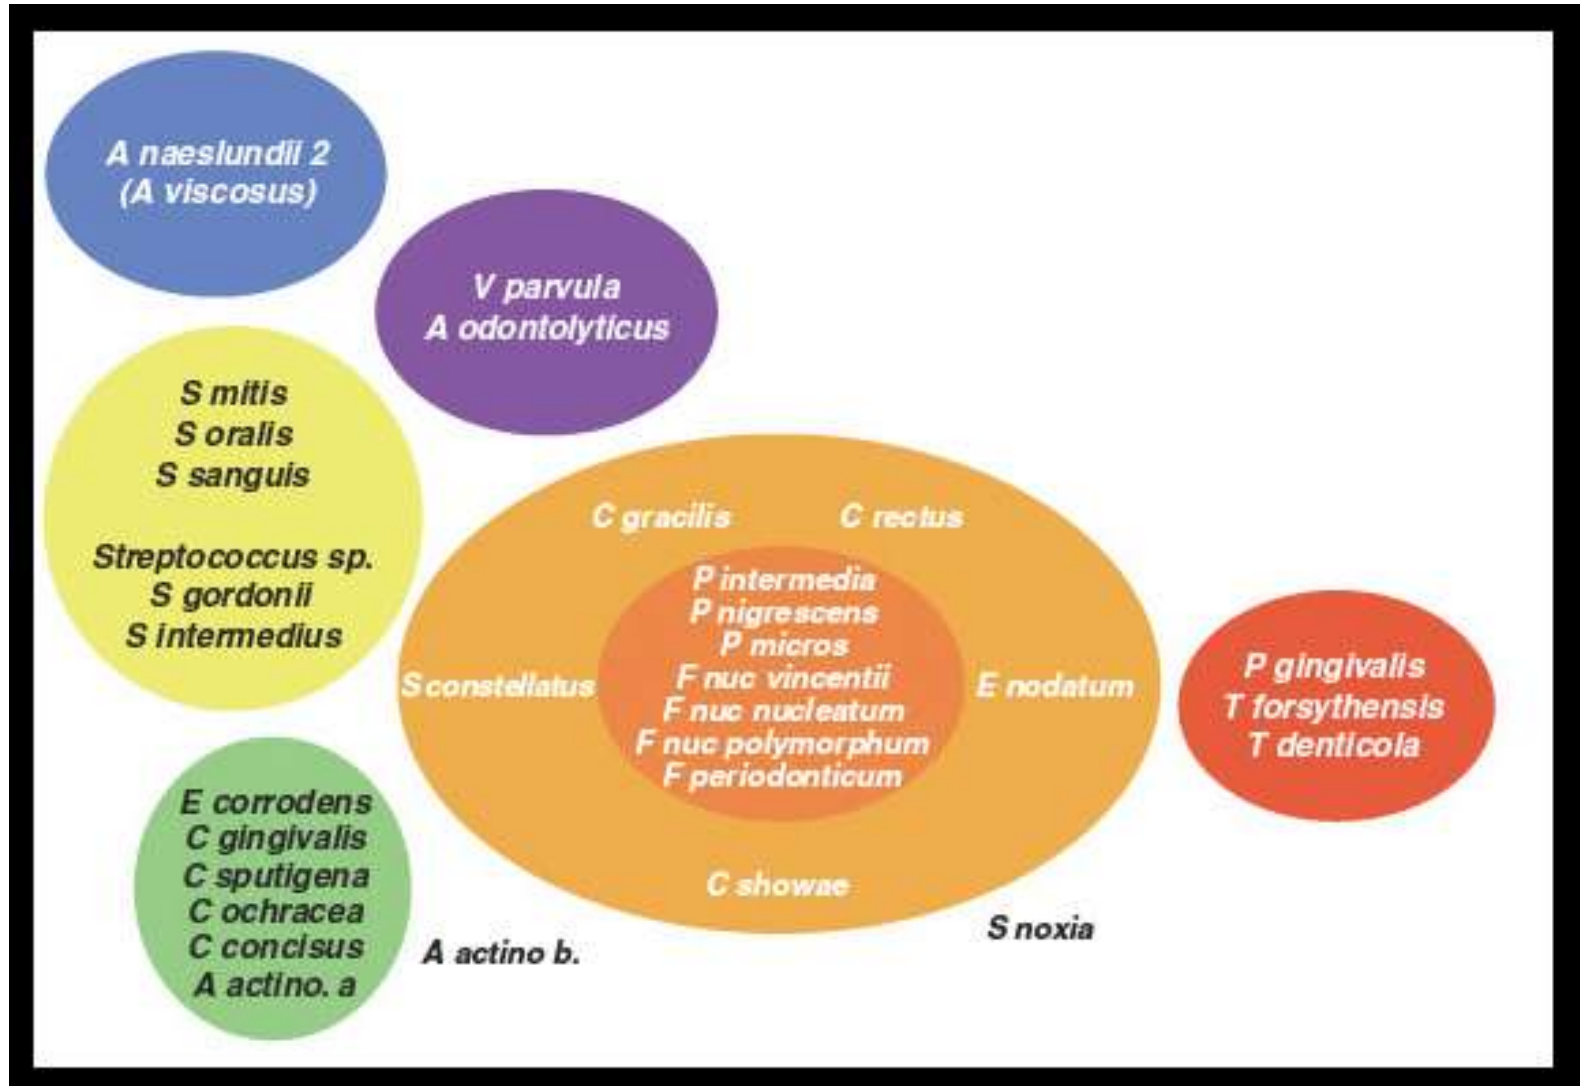 A naeslundii 2
(A viscosus)
V parvula
A odontolyticus
S mitis
S oralis
S sanguis
Streptococcus sp.
S gordonii
S intermedius
C gracilis
C rectus
P intermedia
P nigrescens
P micros
F nuc vincentii
F nuc nucleatum
F nuc polymorphum
F periodonticum
S constellatus
E nodatum
C showae
P gingivalis
T forsythensis
T denticola
E corrodens
C gingivalis
C sputigena
C ochracea
C concisus
A actino. a
A actino b.
S noxia